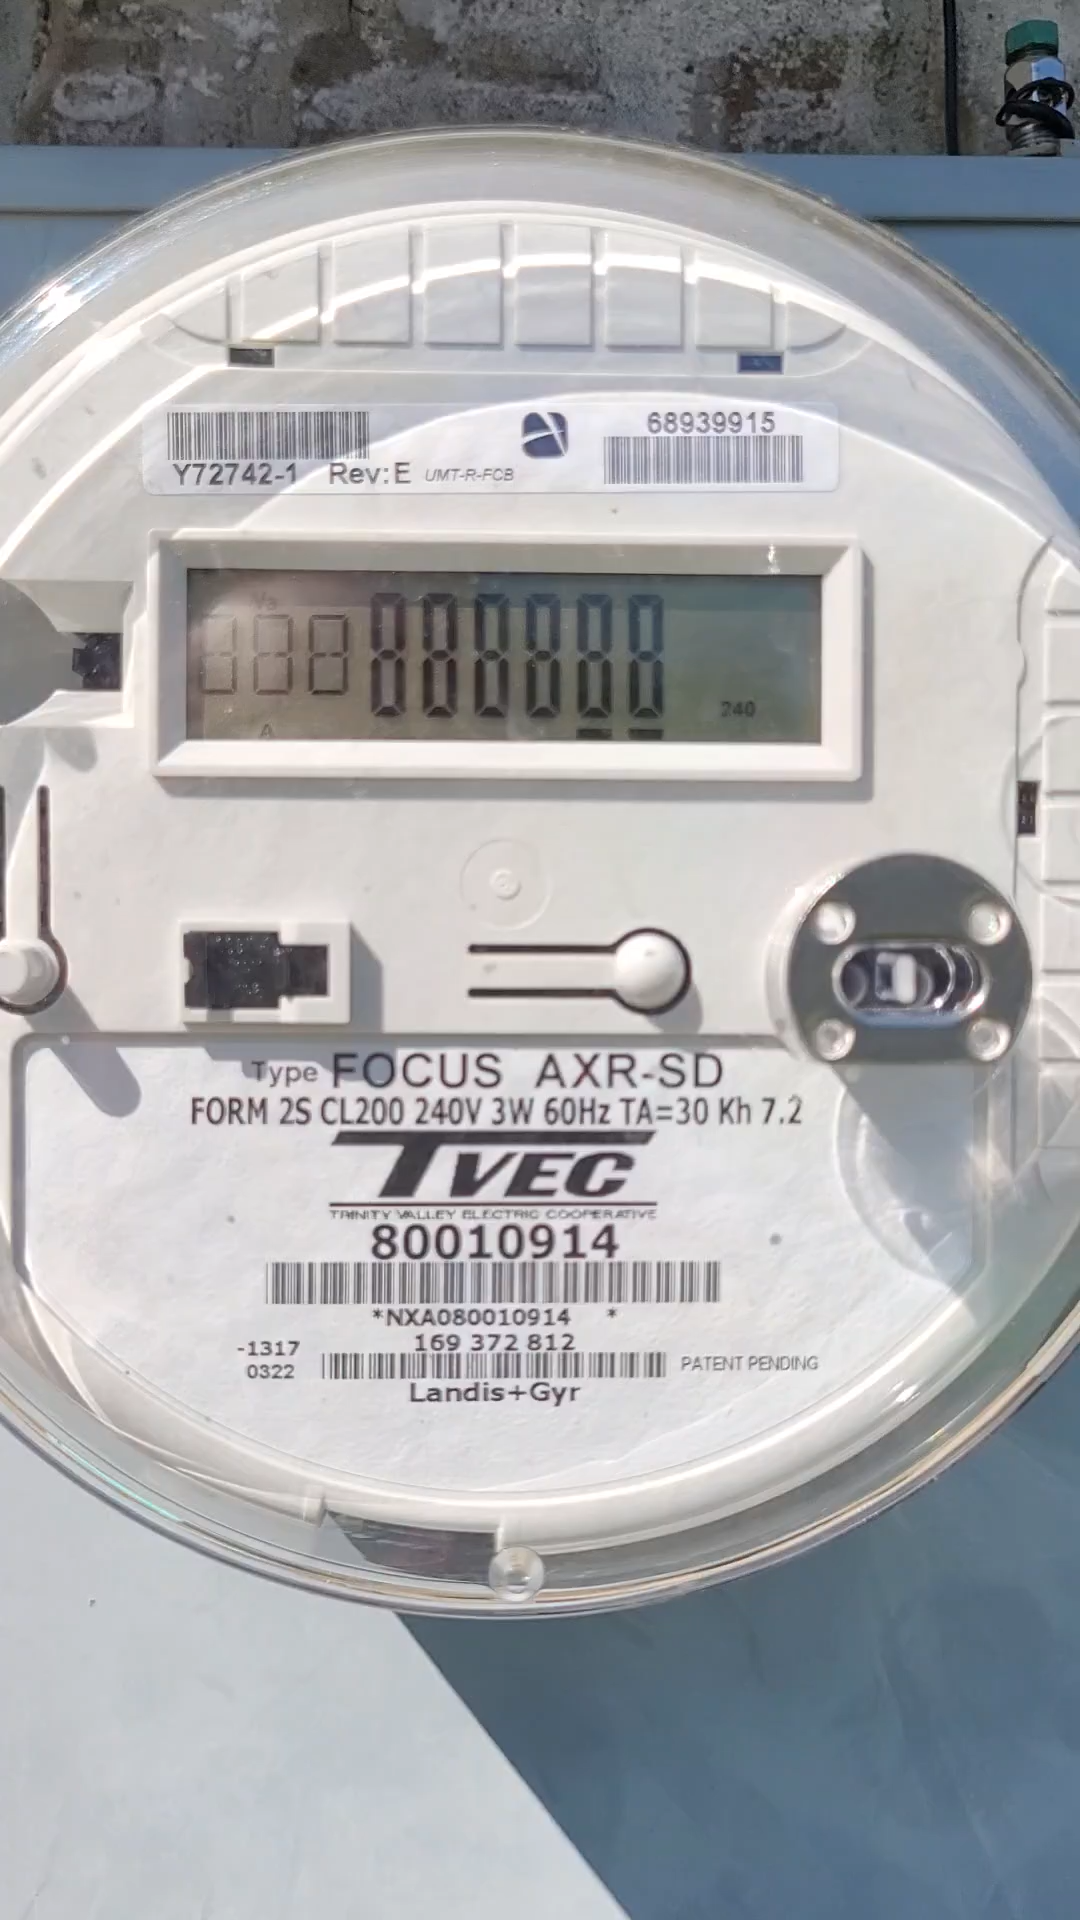 68939915
Y72742-1 Rev:E UMT-R-FCB
Va
888 888888
240
A
Type FOCUS AXR-SD
FORM 2S CL200 240V 3W 60Hz TA=30 Kh 7.2
TVEC
TRINITY VALLEY ELECTRIC COOPERATIVE
80010914
*NXA080010914 *
-1317 169 372 812
0322 PATENT PENDING
Landis+Gyr